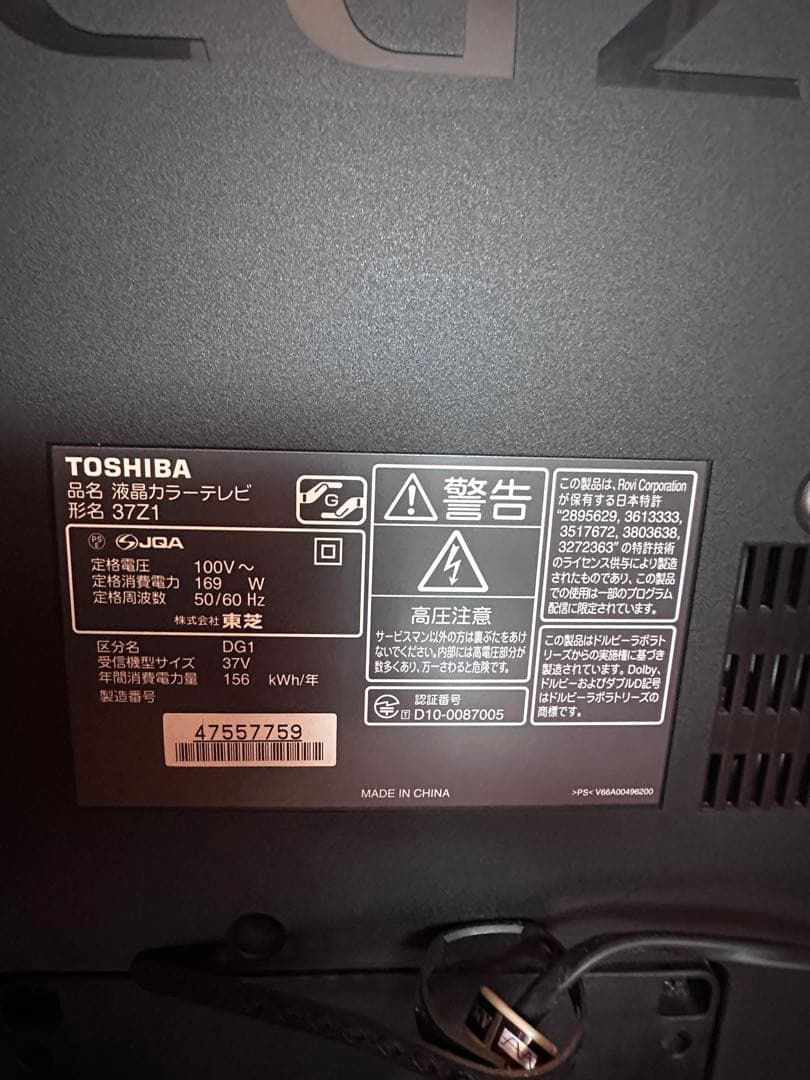 TOSHIBA
品名 液晶カラーテレビ
形名 37Z1
G
PS
E
JQA
定格電圧 100V～
定格消費電力 169 W
定格周波数 50/60 Hz
株式会社 東芝
区分名 DG1
受信機型サイズ 37V
年間消費電力量 156 kWh/年
製造番号
47557759
警告
高圧注意
サービスマン以外の方は裏ぶたをあけ
ないでください。内部には高電圧部分が
数多くあり、万一さわると危険です。
認証番号
T D10-0087005
この製品は、Rovi Corporation
が保有する日本特許
"2895629, 3613333,
3517672, 3803638,
3272363" の特許技術
のライセンス供与により製造
されたものであり、この製品
での使用は一部のプログラム
配信に限定されています。
この製品はドルビーラボラト
リーズからの実施権に基づき
製造されています。Dolby、
ドルビーおよびダブルD記号
はドルビーラボラトリーズの
商標です。
MADE IN CHINA
>PS< V66A00496200